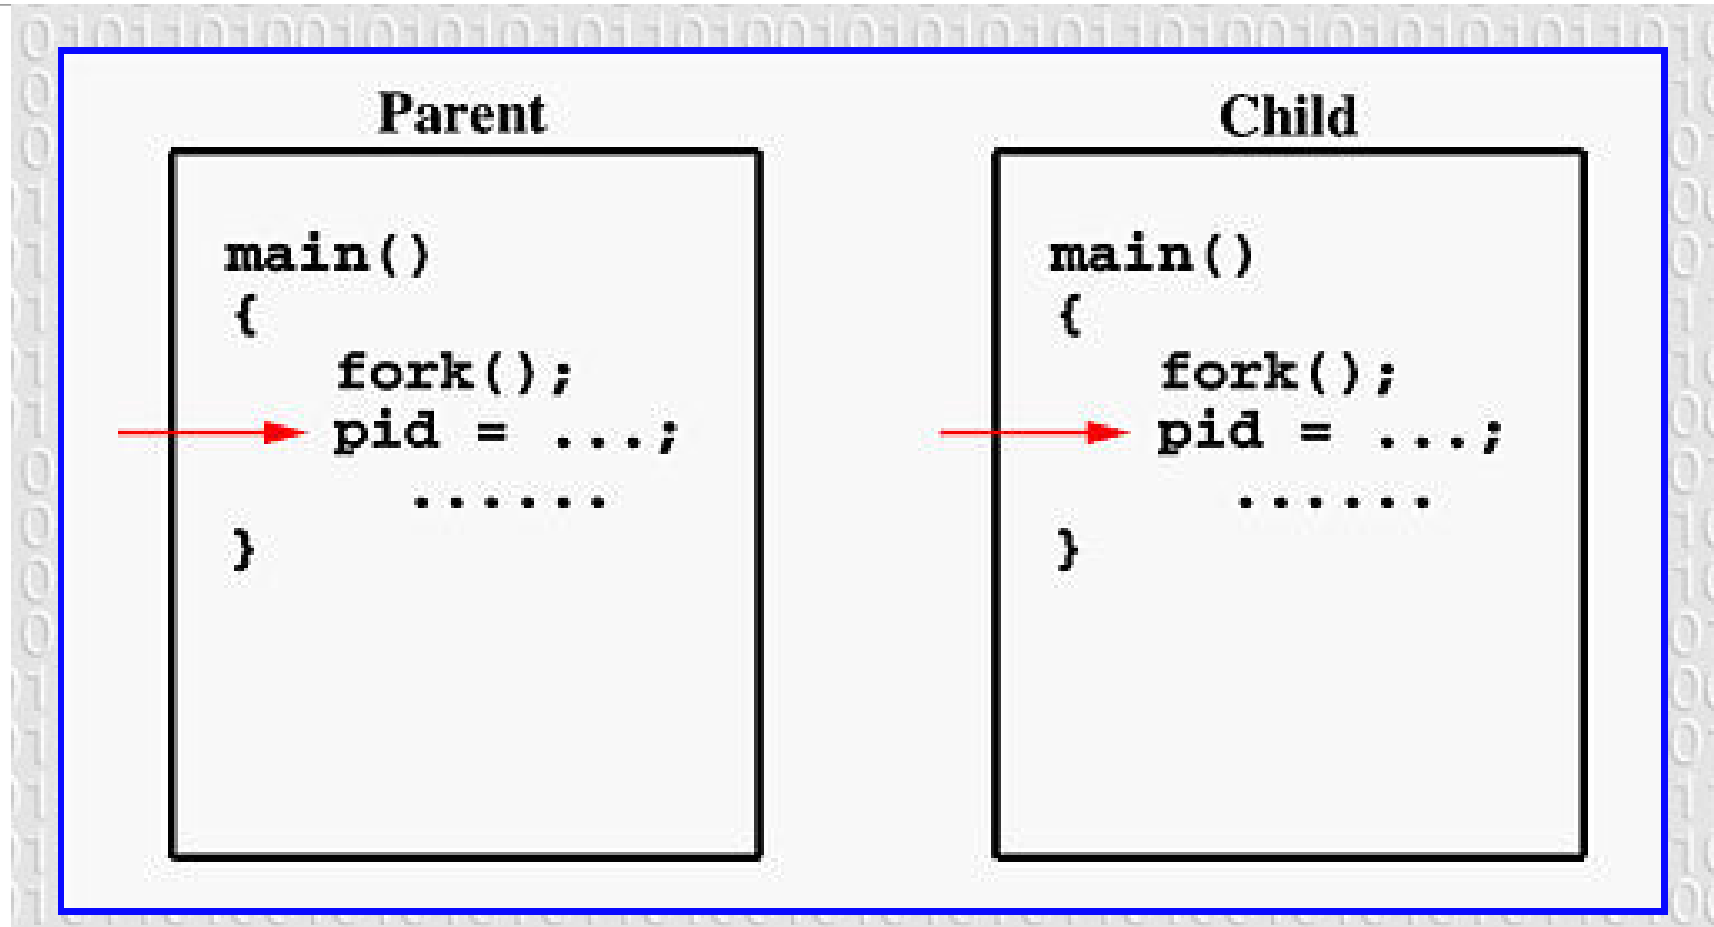 Parent
main()
{
fork();
pid = ...;
......
}
Child
main()
{
fork();
pid = ...;
......
}